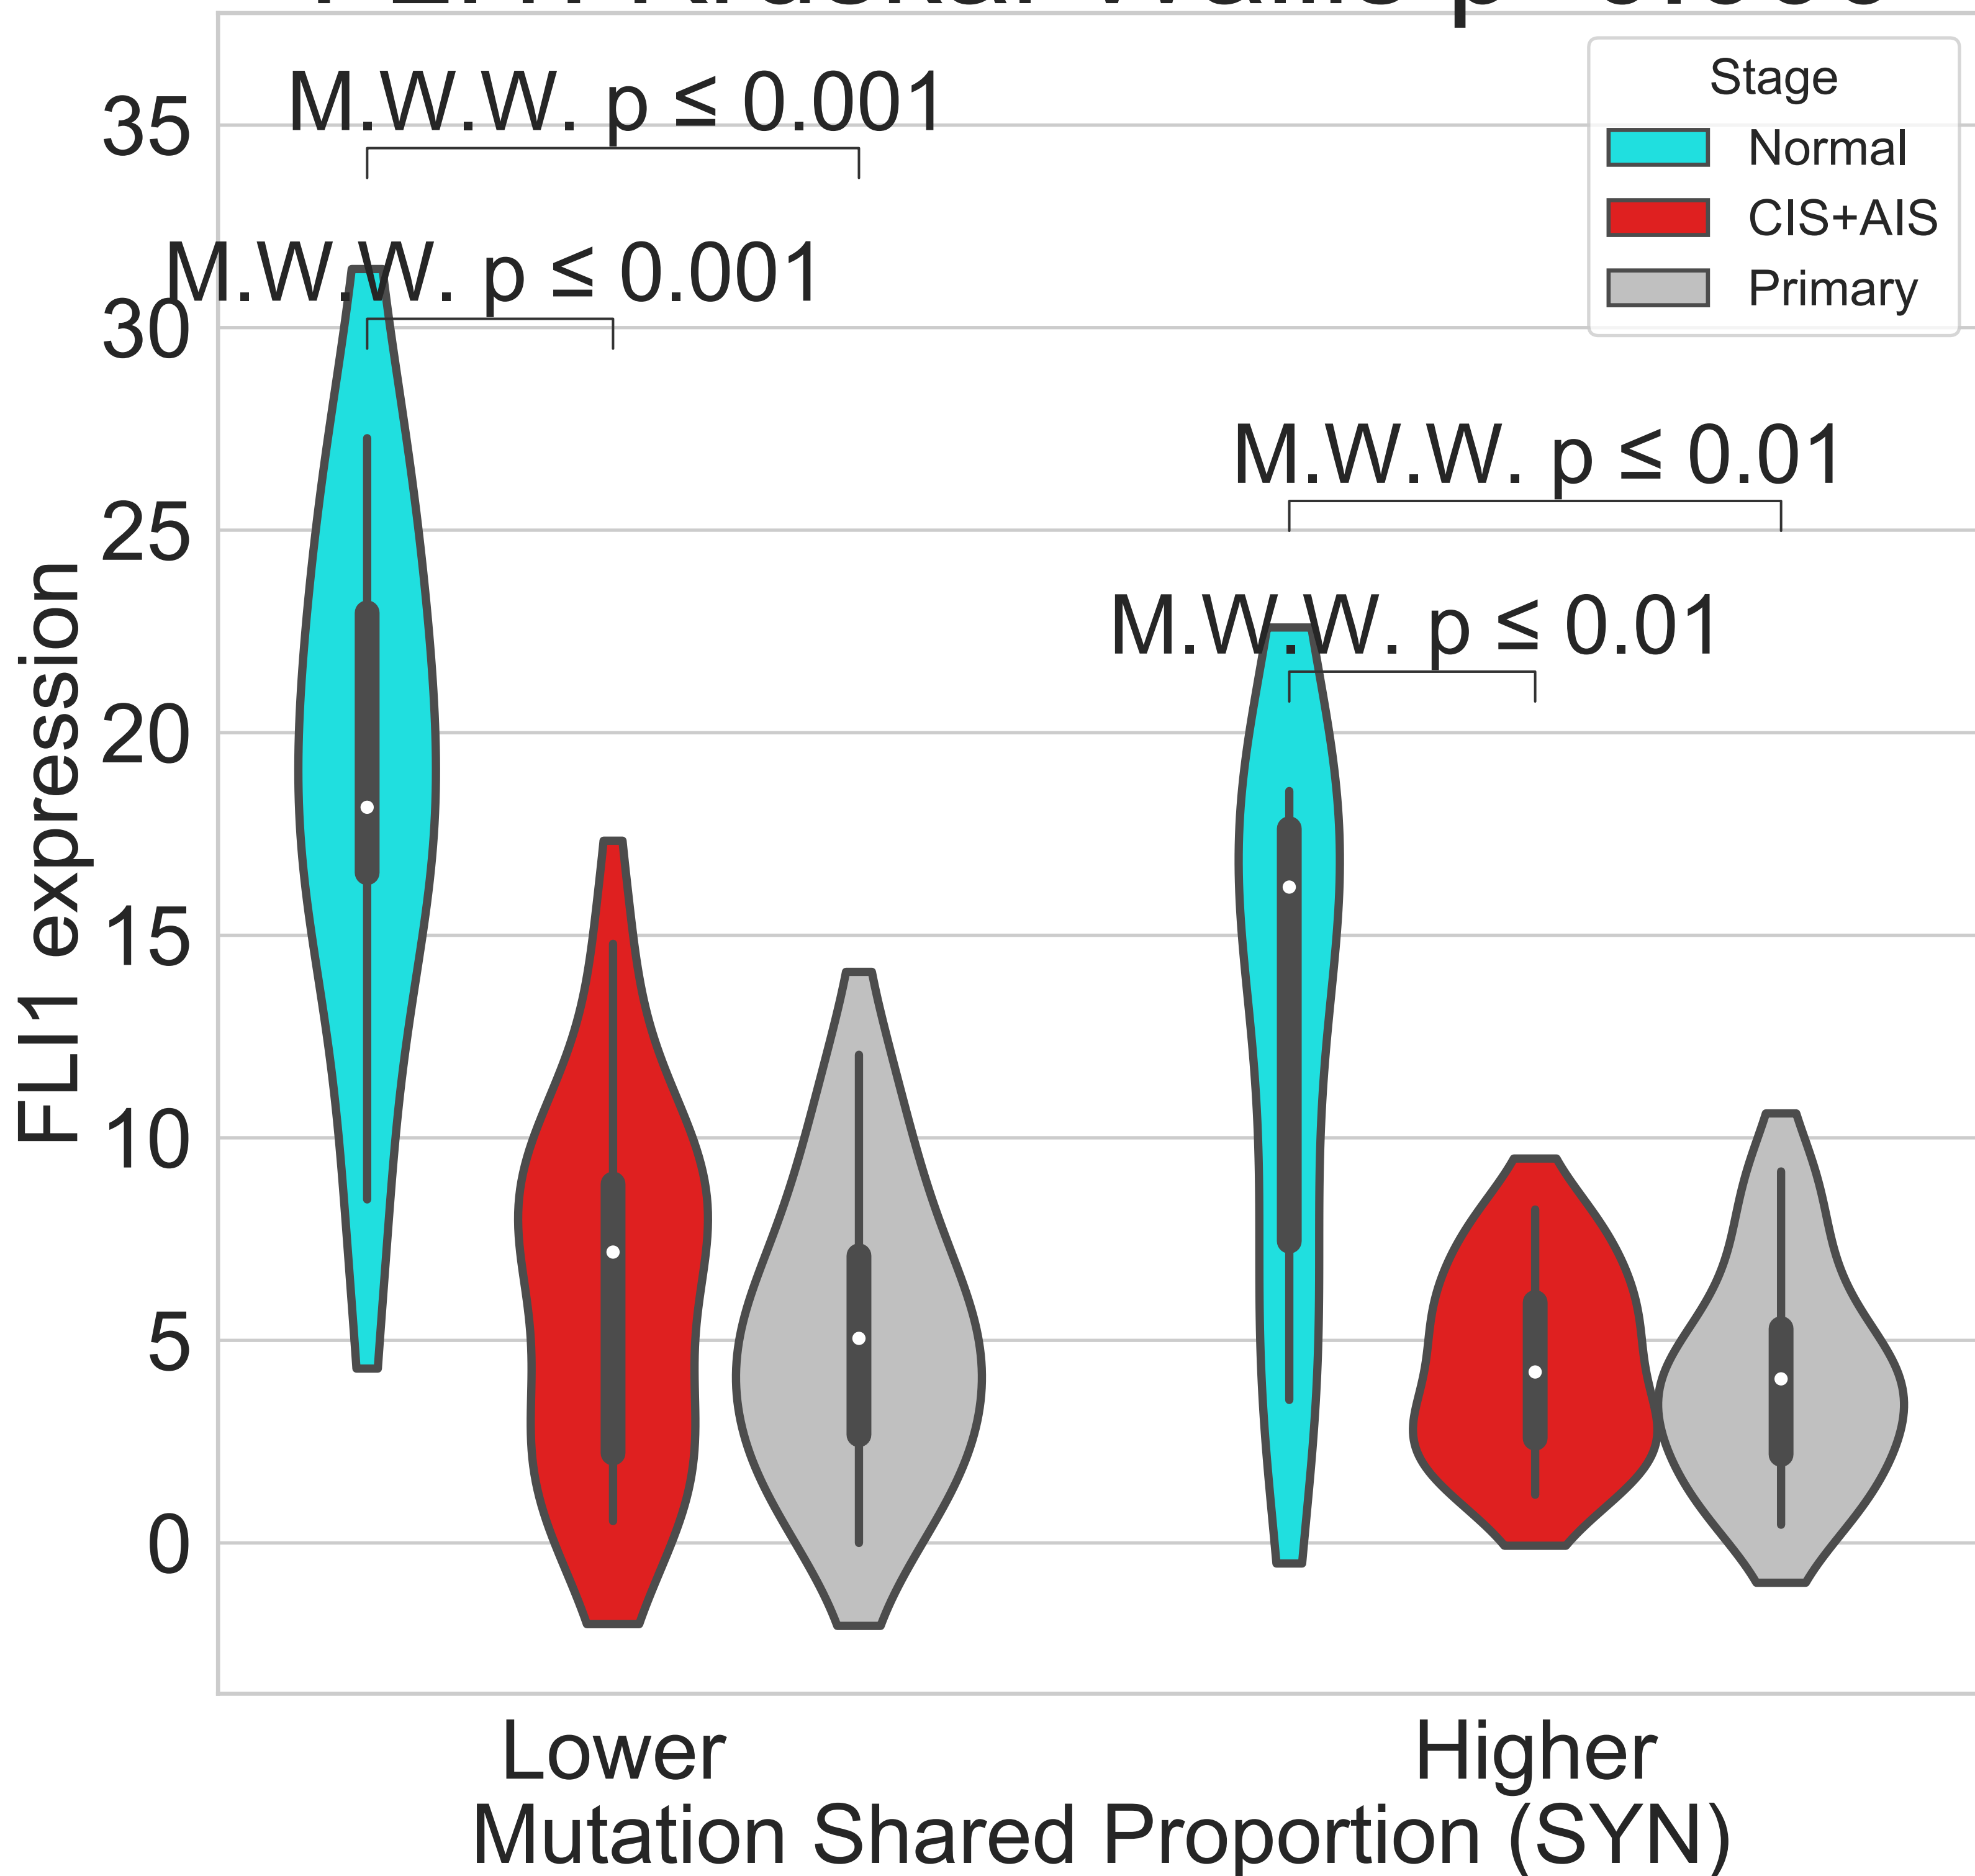 M.W.W. p ≤ 0.001
M.W.W. p ≤ 0.001
M.W.W. p ≤ 0.01
M.W.W. p ≤ 0.01
Stage
Normal
CIS+AIS
Primary
35
30
25
20
15
10
5
0
FLI1 expression
Lower
Higher
Mutation Shared Proportion (SYN)